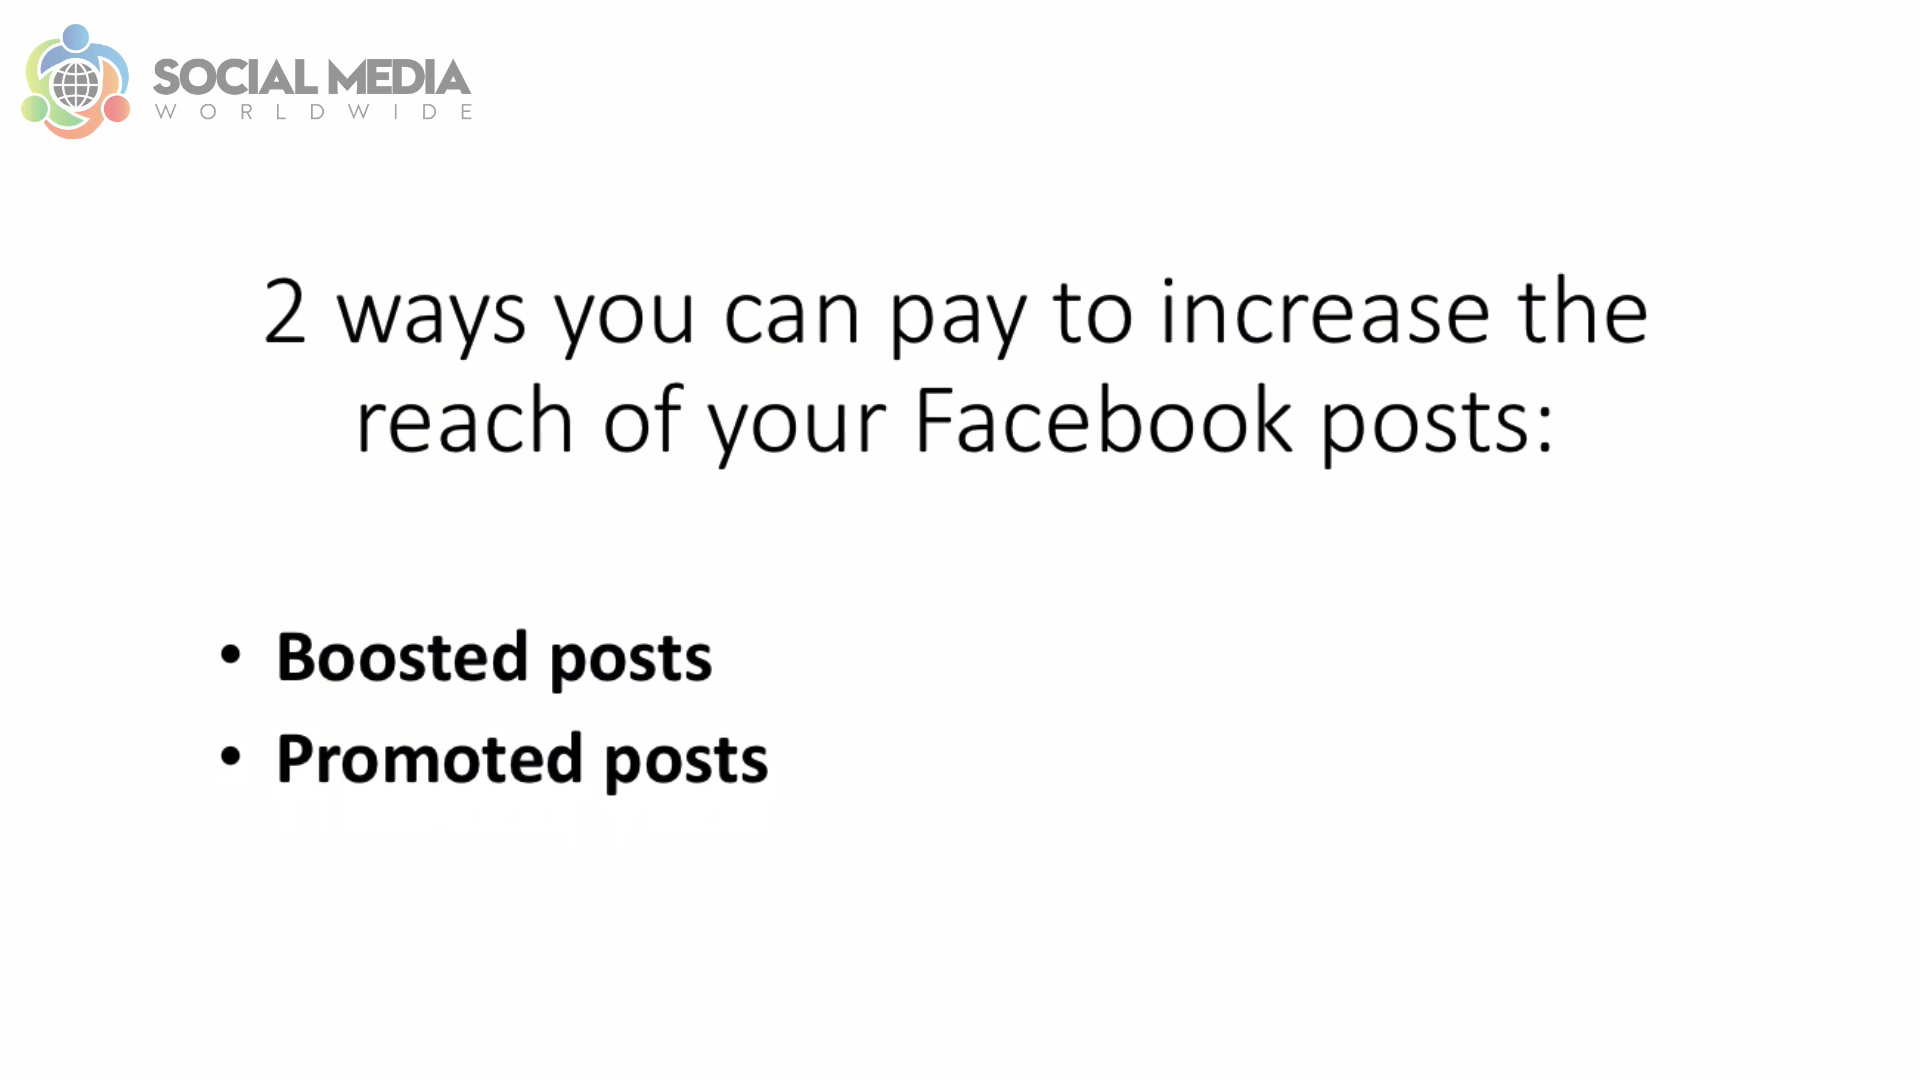 SOCIAL MEDIA
WORLDWIDE
2 ways you can pay to increase the
reach of your Facebook posts:
• Boosted posts
• Promoted posts